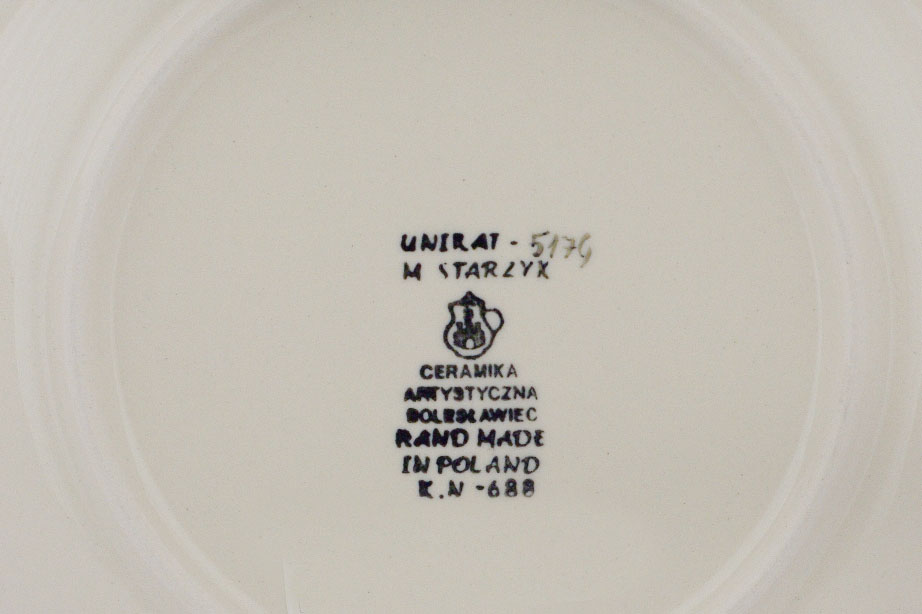 UNIKAT - 5179
M STARZYK
CERAMIKA
ARTYSTYCZNA
BOLESŁAWIEC
HAND MADE
IN POLAND
K.N - 688